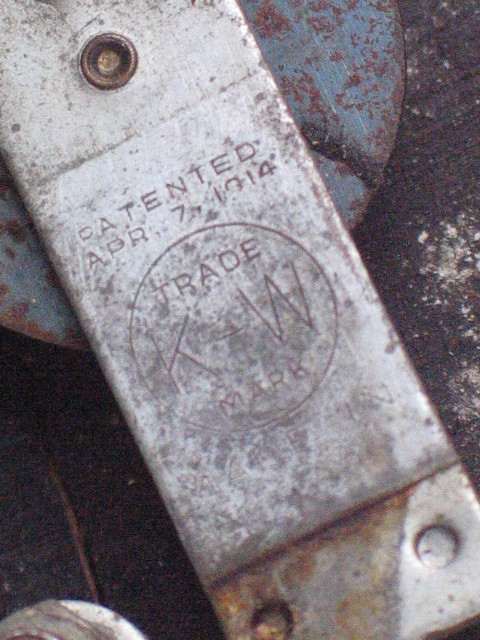 PATENTED
APR. 7, 1914
TRADE
K-W
MARK